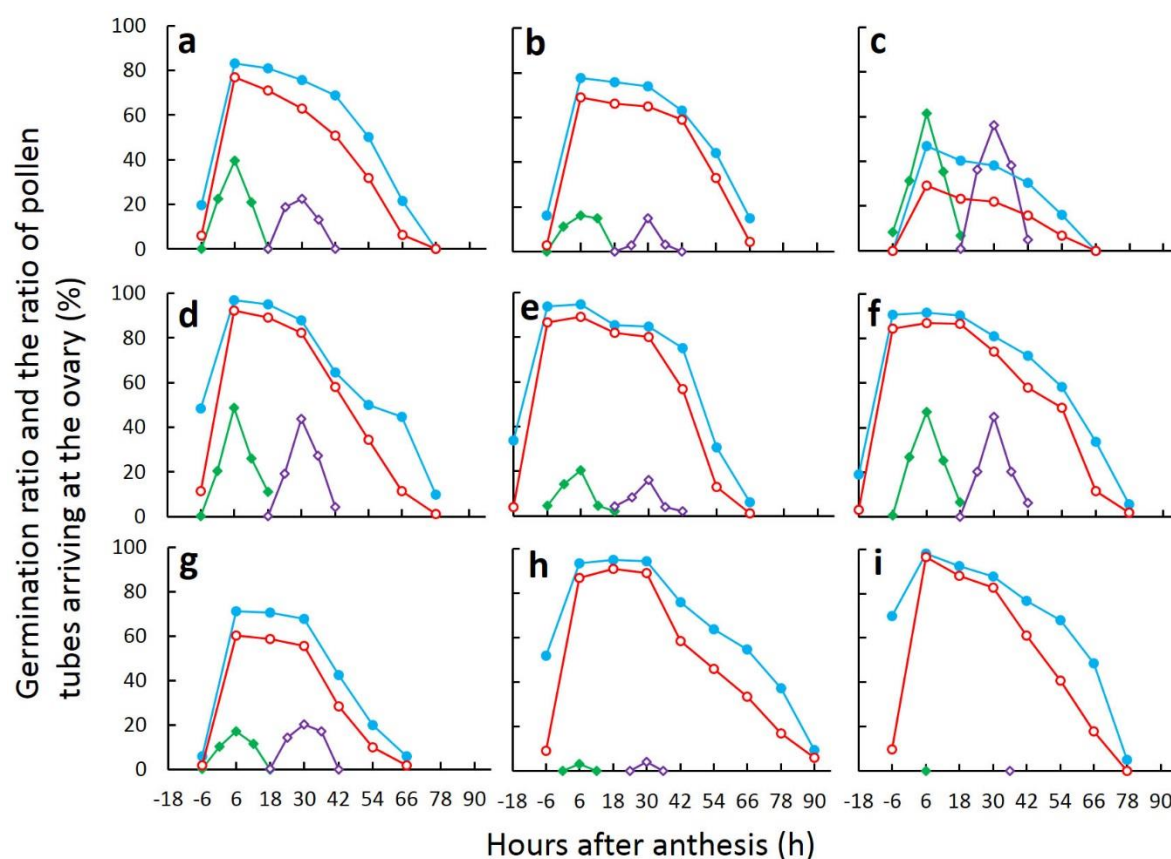 Germination ratio and the ratio of pollen
tubes arriving at the ovary (%)
a b c
100
80
60
40
20
0
d e f
100
80
60
40
20
0
g h i
100
80
60
40
20
0
-18 -6 6 18 30 42 54 66 78 90 -18 -6 6 18 30 42 54 66 78 90 -18 -6 6 18 30 42 54 66 78 90
Hours after anthesis (h)